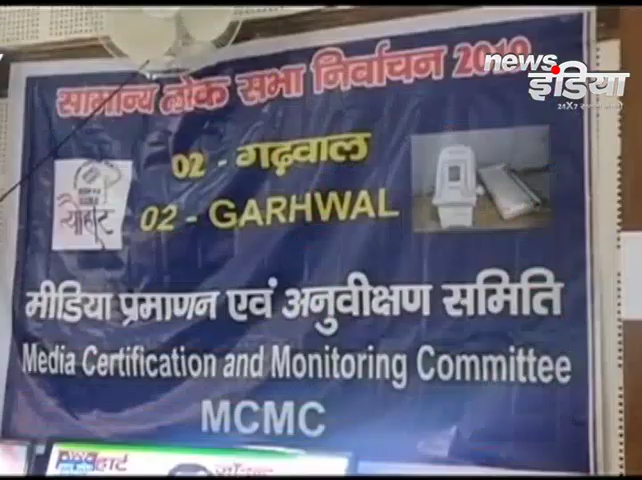 सामान्य लोक सभा निर्वाचन 2019
news
इंडिया
24X7
02 - गढ़वाल
02 - GARHWAL
त्यौहार
मीडिया प्रमाणन एवं अनुवीक्षण समिति
Media Certification and Monitoring Committee
MCMC